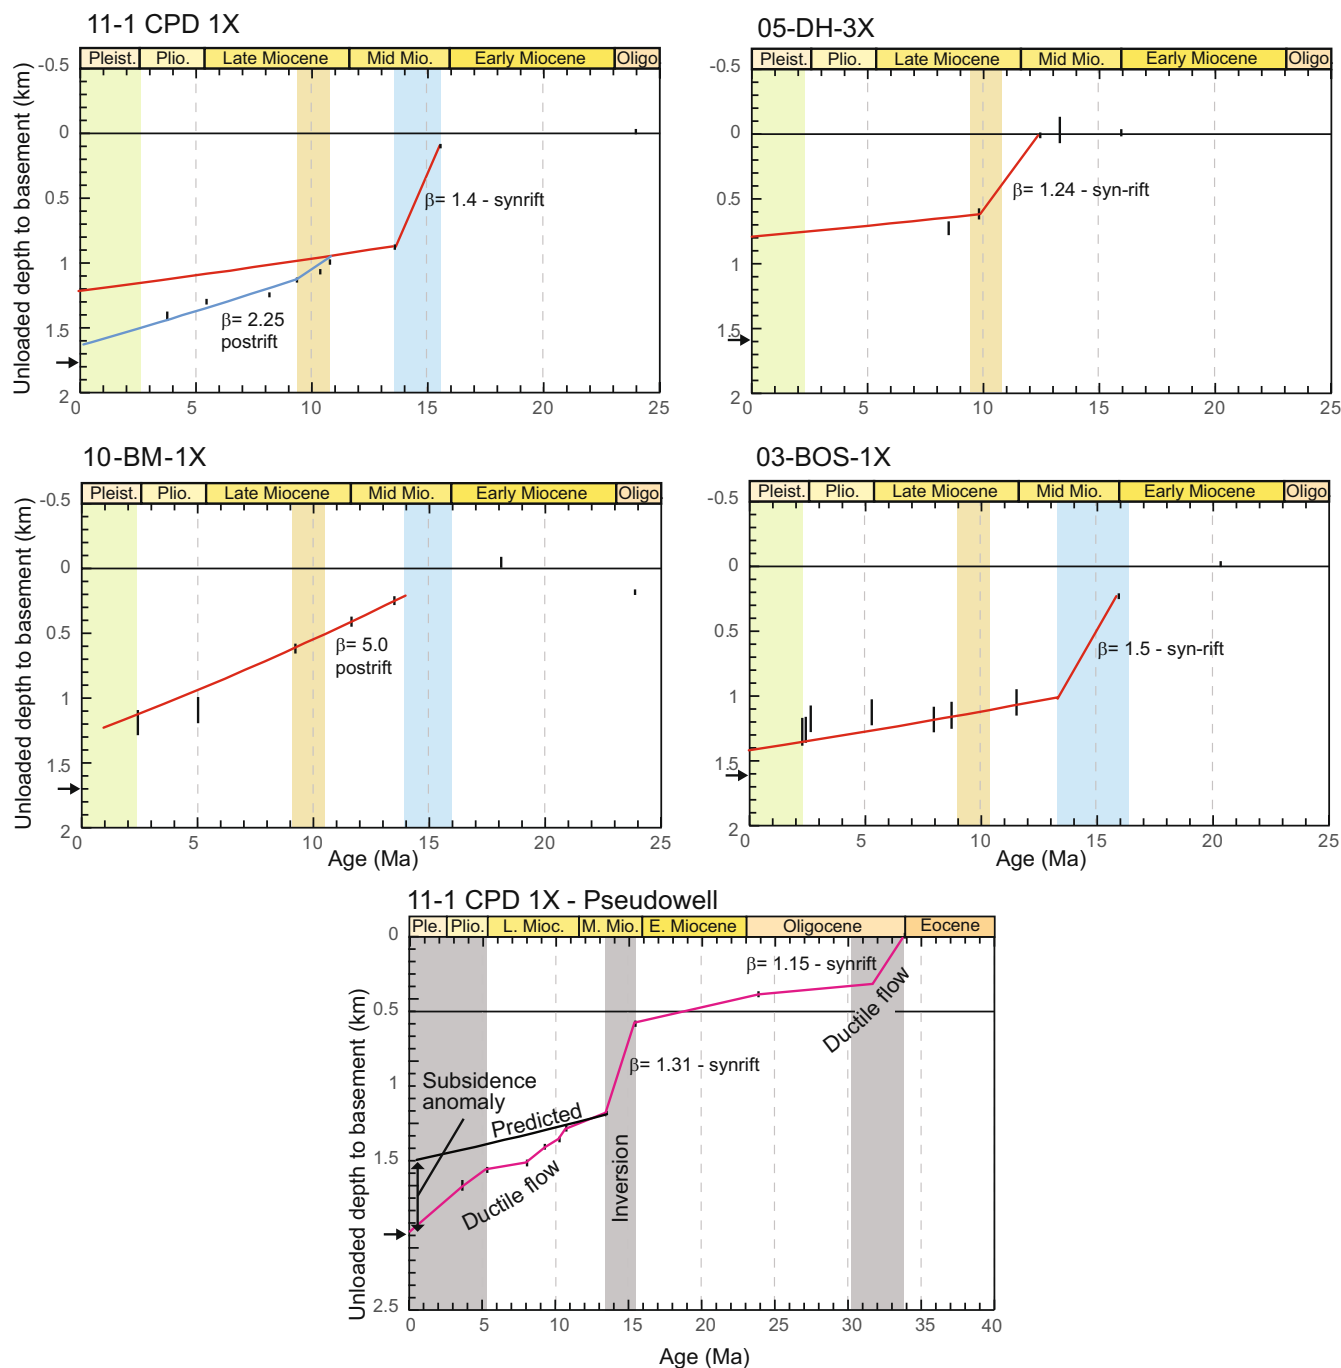 11-1 CPD 1X
Pleist. Plio. Late Miocene Mid Mio. Early Miocene Oligo.
-0.5
0
0.5
1
1.5
2
Unloaded depth to basement (km)
β= 1.4 - synrift
β= 2.25
postrift
0 5 10 15 20 25
05-DH-3X
Pleist. Plio. Late Miocene Mid Mio. Early Miocene Oligo.
-0.5
0
0.5
1
1.5
2
β= 1.24 - syn-rift
0 5 10 15 20 25
10-BM-1X
Pleist. Plio. Late Miocene Mid Mio. Early Miocene Oligo.
-0.5
0
0.5
1
1.5
2
Unloaded depth to basement (km)
β= 5.0
postrift
0 5 10 15 20 25
Age (Ma)
03-BOS-1X
Pleist. Plio. Late Miocene Mid Mio. Early Miocene Oligo.
-0.5
0
0.5
1
1.5
2
β= 1.5 - syn-rift
0 5 10 15 20 25
Age (Ma)
11-1 CPD 1X - Pseudowell
Ple. Plio. L. Mioc. M. Mio. E. Miocene Oligocene Eocene
0
0.5
1
1.5
2.5
Unloaded depth to basement (km)
β= 1.15 - synrift
Ductile flow
β= 1.31 - synrift
Subsidence
anomaly
Predicted
Ductile flow
Inversion
0 5 10 15 20 25 30 35 40
Age (Ma)